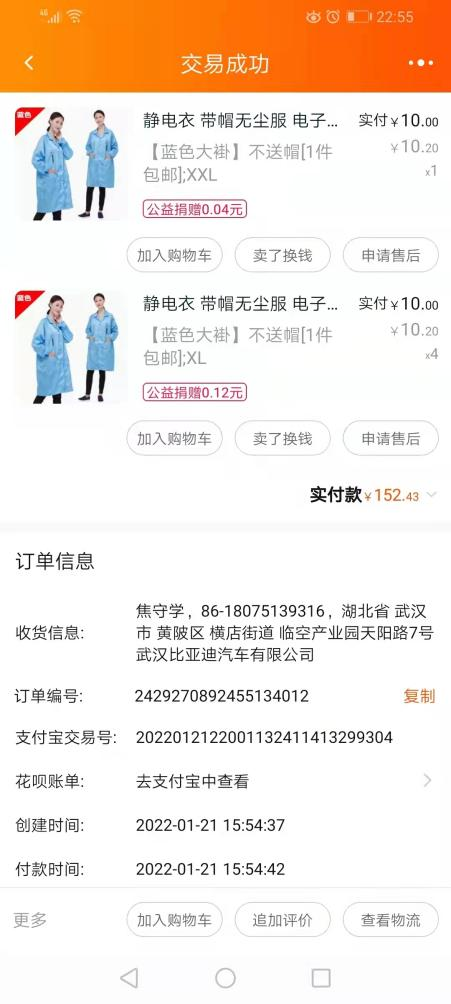 4G 22:55
交易成功
蓝色
静电衣 带帽无尘服 电子... 实付¥10.00
【蓝色大褂】不送帽[1件 ¥10.20
包邮];XXL x1
公益捐赠0.04元
加入购物车 卖了换钱 申请售后
蓝色
静电衣 带帽无尘服 电子... 实付¥10.00
【蓝色大褂】不送帽[1件 ¥10.20
包邮];XL x4
公益捐赠0.12元
加入购物车 卖了换钱 申请售后
实付款¥152.43
订单信息
收货信息: 焦守学，86-18075139316，湖北省 武汉
市 黄陂区 横店街道 临空产业园天阳路7号
武汉比亚迪汽车有限公司
订单编号: 2429270892455134012 复制
支付宝交易号: 2022012122001132411413299304
花呗账单: 去支付宝中查看
创建时间: 2022-01-21 15:54:37
付款时间: 2022-01-21 15:54:42
更多 加入购物车 追加评价 查看物流